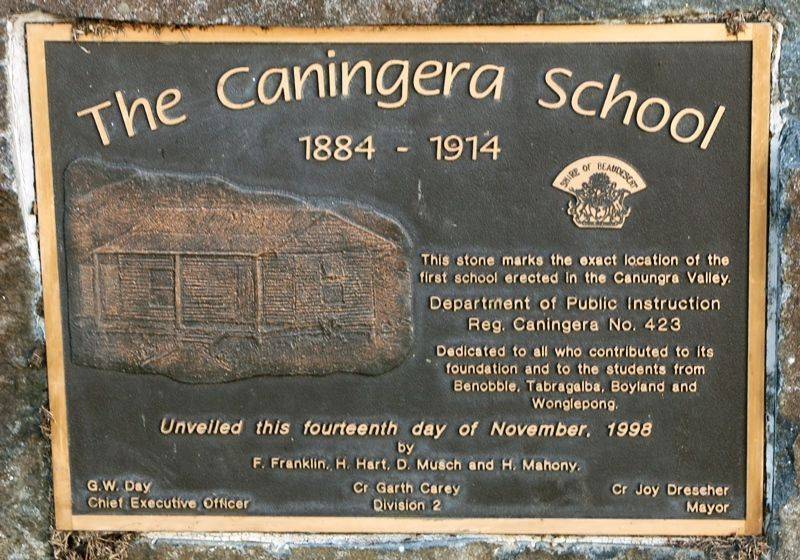 The Caningera School
1884 - 1914
SHIRE OF BEAUDESERT
This stone marks the exact location of the
first school erected in the Canungra Valley.
Department of Public Instruction
Reg. Caningera No. 423
Dedicated to all who contributed to its
foundation and to the students from
Benobble, Tabragalba, Boyland and
Wonglepong.
Unveiled this fourteenth day of November, 1998
by
F. Franklin, H. Hart, D. Musch and H. Mahony.
G.W. Day
Chief Executive Officer
Cr Garth Carey
Division 2
Cr Joy Drescher
Mayor